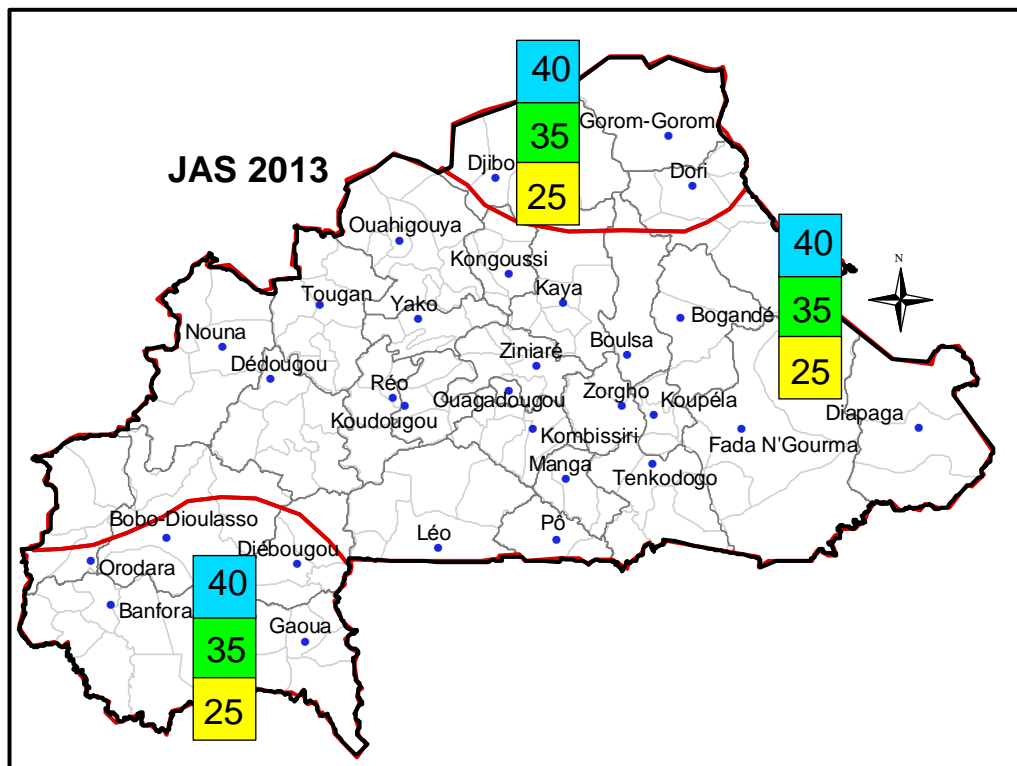 40
Gorom-Gorom
35
JAS 2013
Djibo
Dori
25
Ouahigouya
40
Kongoussi
N
Tougan
Yako
Kaya
35
Bogandé
Nouna
Ziniaré
Boulsa
Dédougou
25
Réo
Ouagadougou
Zorgho
Koupéla
Koudougou
Diapaga
Kombissiri
Fada N'Gourma
Manga
Tenkodogo
Bobo-Dioulasso
Léo
Pô
Diébougou
Orodara
40
Banfora
Gaoua
35
25